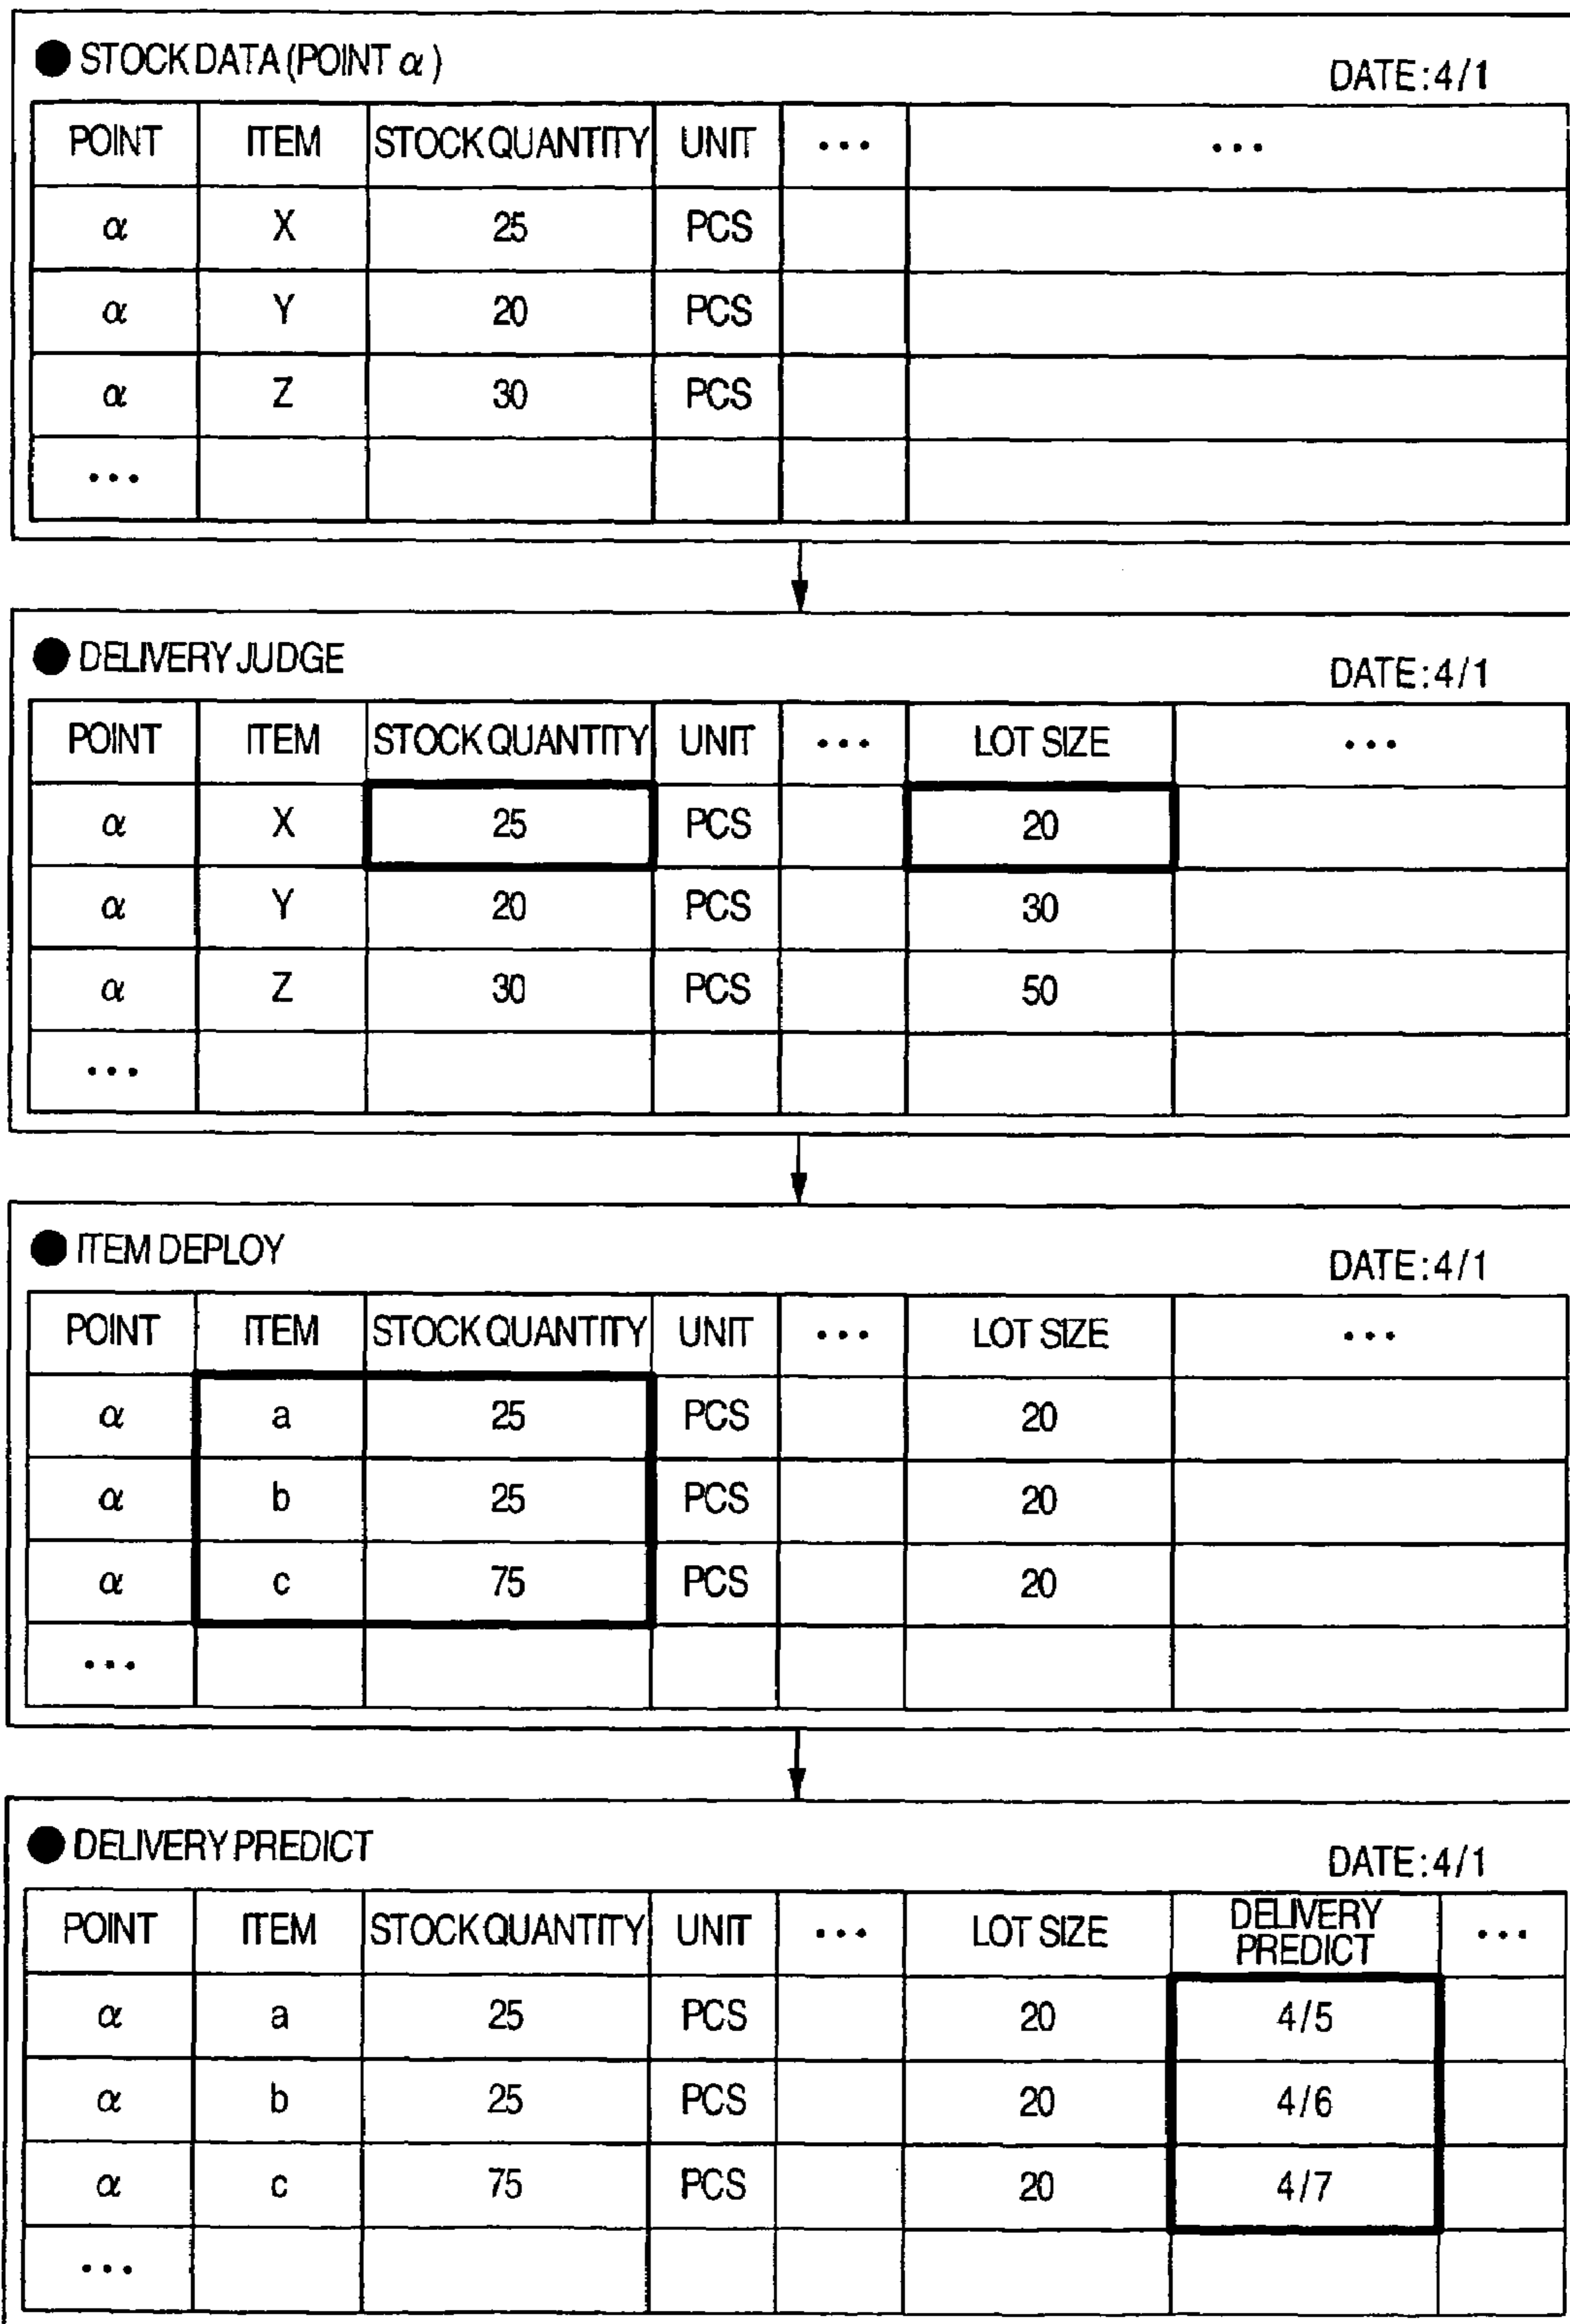 ● STOCK DATA (POINT α)
DATE:4/1
POINT ITEM STOCK QUANTITY UNIT ... ...
α X 25 PCS
α Y 20 PCS
α Z 30 PCS
...
● DELIVERY JUDGE
DATE:4/1
POINT ITEM STOCK QUANTITY UNIT ... LOT SIZE ...
α X 25 PCS 20
α Y 20 PCS 30
α Z 30 PCS 50
...
● ITEM DEPLOY
DATE:4/1
POINT ITEM STOCK QUANTITY UNIT ... LOT SIZE ...
α a 25 PCS 20
α b 25 PCS 20
α c 75 PCS 20
...
● DELIVERY PREDICT
DATE:4/1
POINT ITEM STOCK QUANTITY UNIT ... LOT SIZE DELIVERY PREDICT ...
α a 25 PCS 20 4/5
α b 25 PCS 20 4/6
α c 75 PCS 20 4/7
...